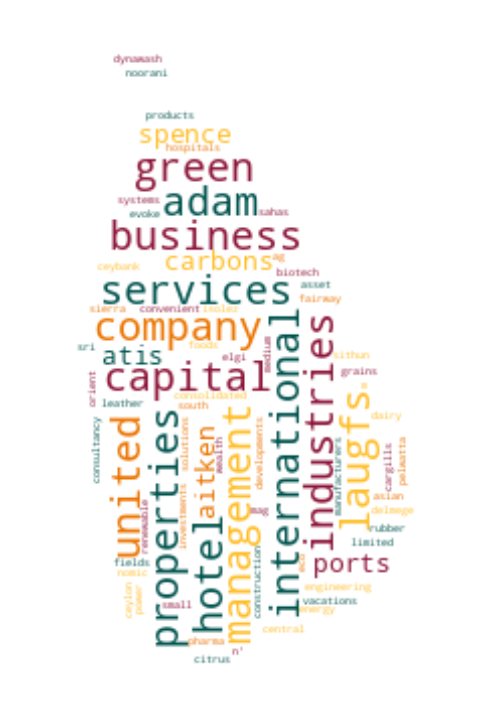 dynawash
noorani
products
spence
hospitals
green
systems
adam
evoke
sahas
business
carbons
ag
ceybank
biotech
services
asset
fairway
sierra
convenient
isolez
company
international
industries
sri
atis
foods
elgi
medium
sithun
capital
grains
orient
consolidated
leather
south
laugfs
e
dairy
consultancy
united
properties
solutions
aitken
wealth
management
developments
manufacturers
cargills
pelwatta
asian
renewable
investments
hotel
mag
delmege
rubber
limited
fields
nomic
construction
eco
ports
ceylon
power
small
engineering
vacations
energy
central
pharma
n'
citrus